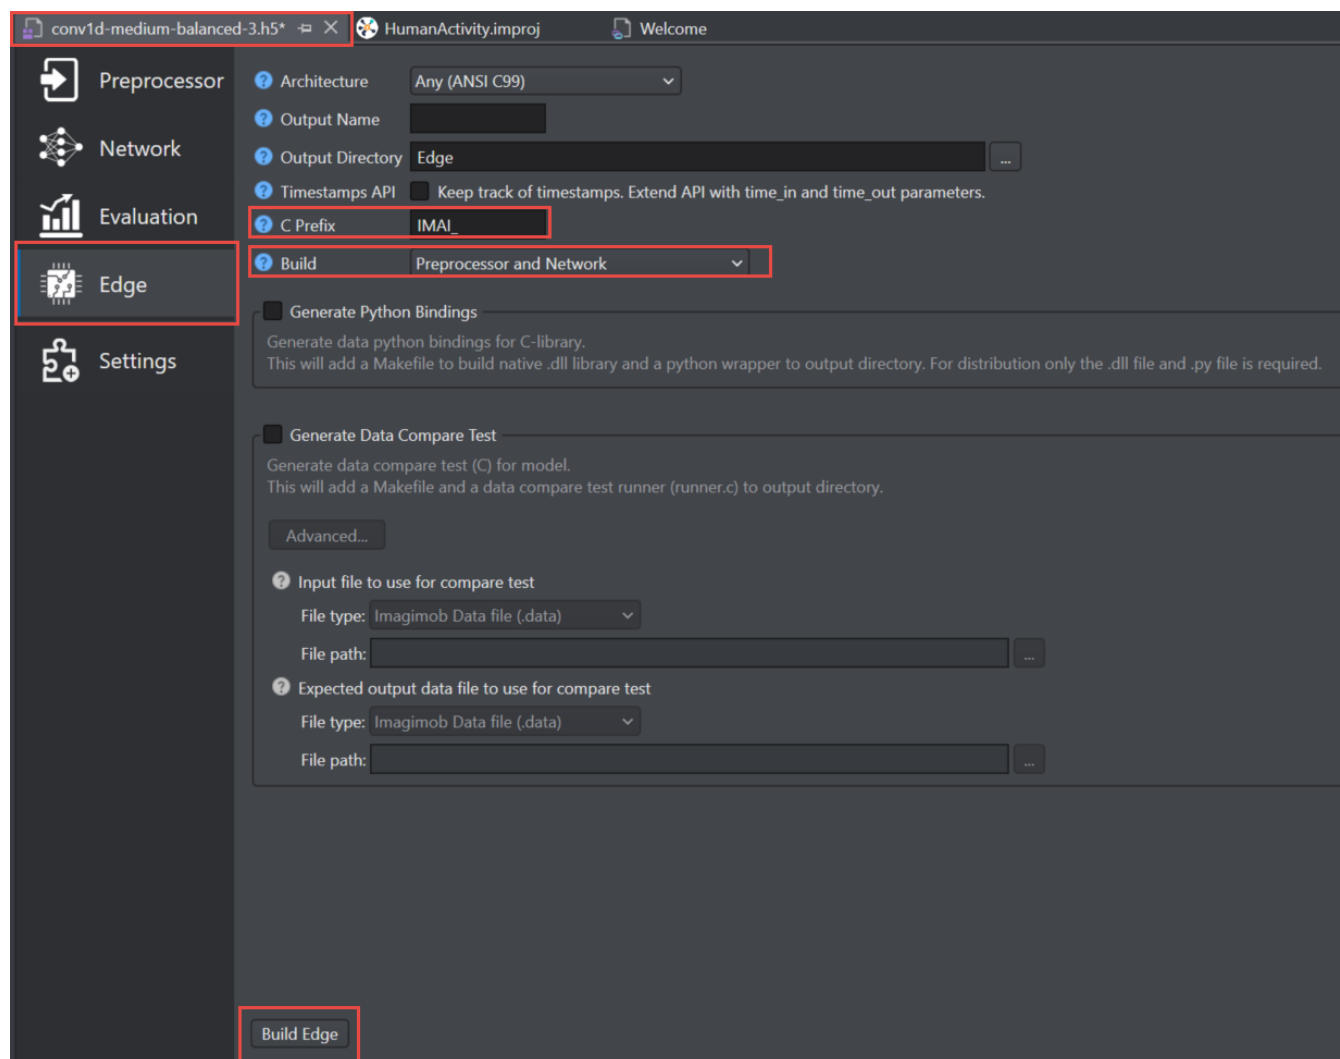 conv1d-medium-balanced-3.h5* HumanActivity.improj Welcome
Preprocessor
Network
Evaluation
Edge
Settings
Architecture Any (ANSI C99)
Output Name
Output Directory Edge ...
Timestamps API Keep track of timestamps. Extend API with time_in and time_out parameters.
C Prefix IMAI_
Build Preprocessor and Network
Generate Python Bindings
Generate data python bindings for C-library.
This will add a Makefile to build native .dll library and a python wrapper to output directory. For distribution only the .dll file and .py file is required.
Generate Data Compare Test
Generate data compare test (C) for model.
This will add a Makefile and a data compare test runner (runner.c) to output directory.
Advanced...
Input file to use for compare test
File type: Imagimob Data file (.data)
File path: ...
Expected output data file to use for compare test
File type: Imagimob Data file (.data)
File path: ...
Build Edge